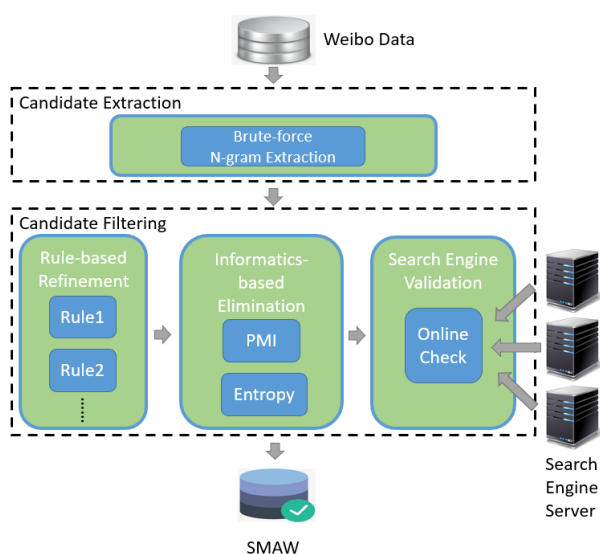 Weibo Data
Candidate Extraction
Brute-force
N-gram Extraction
Candidate Filtering
Rule-based
Refinement
Rule1
Rule2
......
Informatics-
based
Elimination
PMI
Entropy
Search Engine
Validation
Online
Check
Search
Engine
Server
SMAW